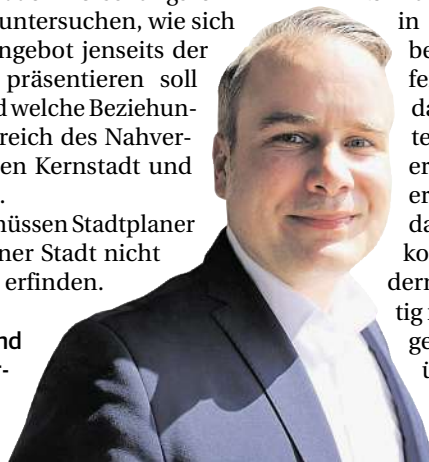 untersuchen, wie sich
ngebot jenseits der
präsentieren soll
d welche Beziehun-
reich des Nahver-
en Kernstadt und
.
nüssen Stadtplaner
ner Stadt nicht
erfinden.
nd
r-
in
be
fe
da
te
er
er
da
ko
dern
tig
ge
ü